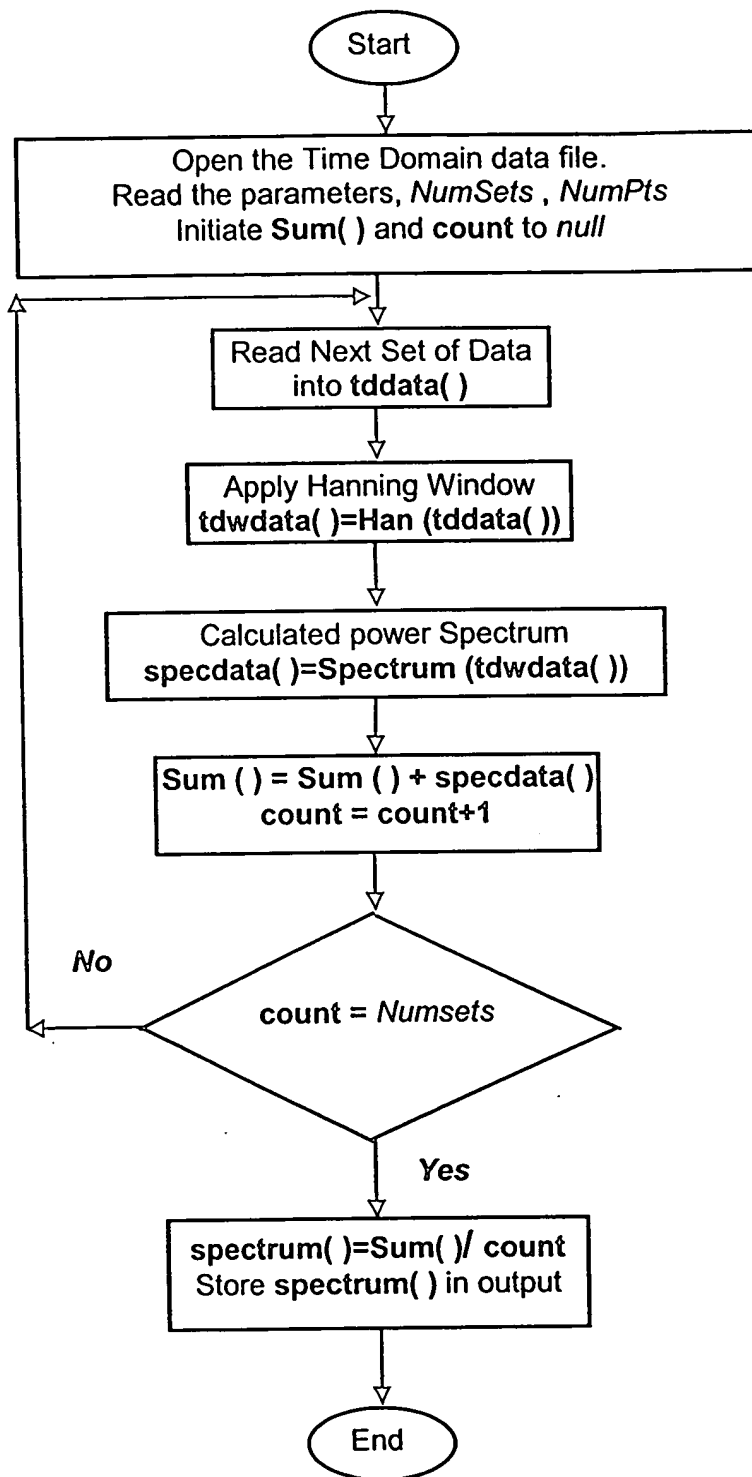 Start
Open the Time Domain data file.
Read the parameters, NumSets , NumPts
Initiate Sum( ) and count to null
Read Next Set of Data
into tddata( )
Apply Hanning Window
tdwdata( )=Han (tddata( ))
Calculated power Spectrum
specdata( )=Spectrum (tdwdata( ))
Sum ( ) = Sum ( ) + specdata( )
count = count+1
No
count = Numsets
Yes
spectrum( )=Sum( )/ count
Store spectrum( ) in output
End